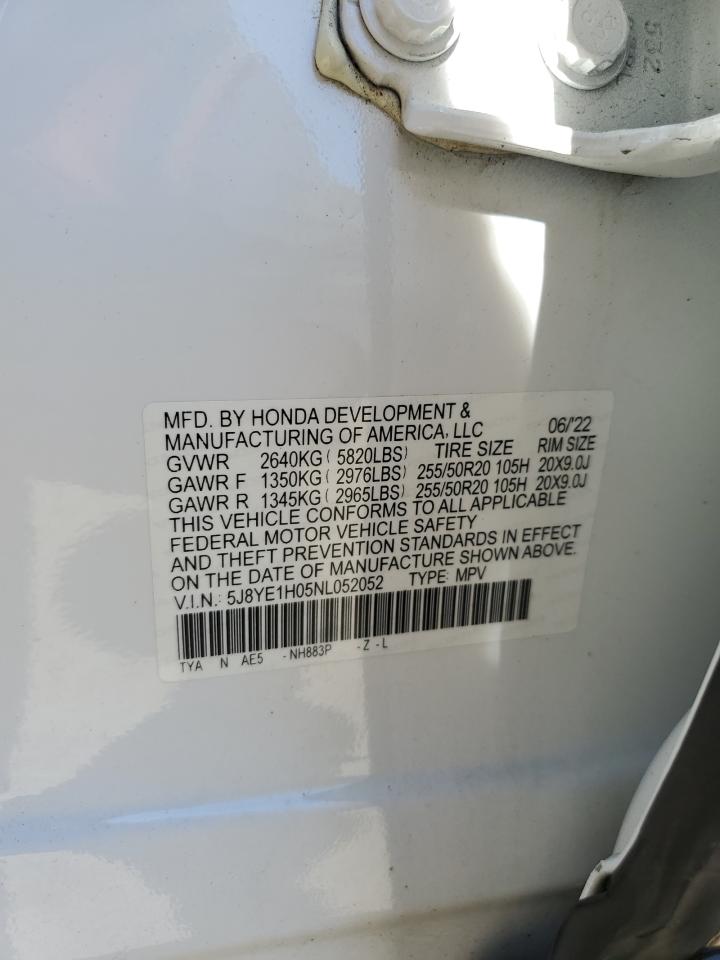 532
MFD. BY HONDA DEVELOPMENT &
MANUFACTURING OF AMERICA, LLC 06/'22
GVWR 2640KG ( 5820LBS) TIRE SIZE RIM SIZE
GAWR F 1350KG ( 2976LBS) 255/50R20 105H 20X9.0J
GAWR R 1345KG ( 2965LBS) 255/50R20 105H 20X9.0J
THIS VEHICLE CONFORMS TO ALL APPLICABLE
FEDERAL MOTOR VEHICLE SAFETY
AND THEFT PREVENTION STANDARDS IN EFFECT
ON THE DATE OF MANUFACTURE SHOWN ABOVE.
V.I.N.: 5J8YE1H05NL052052 TYPE: MPV
TYA N AE5 -NH883P -Z -L